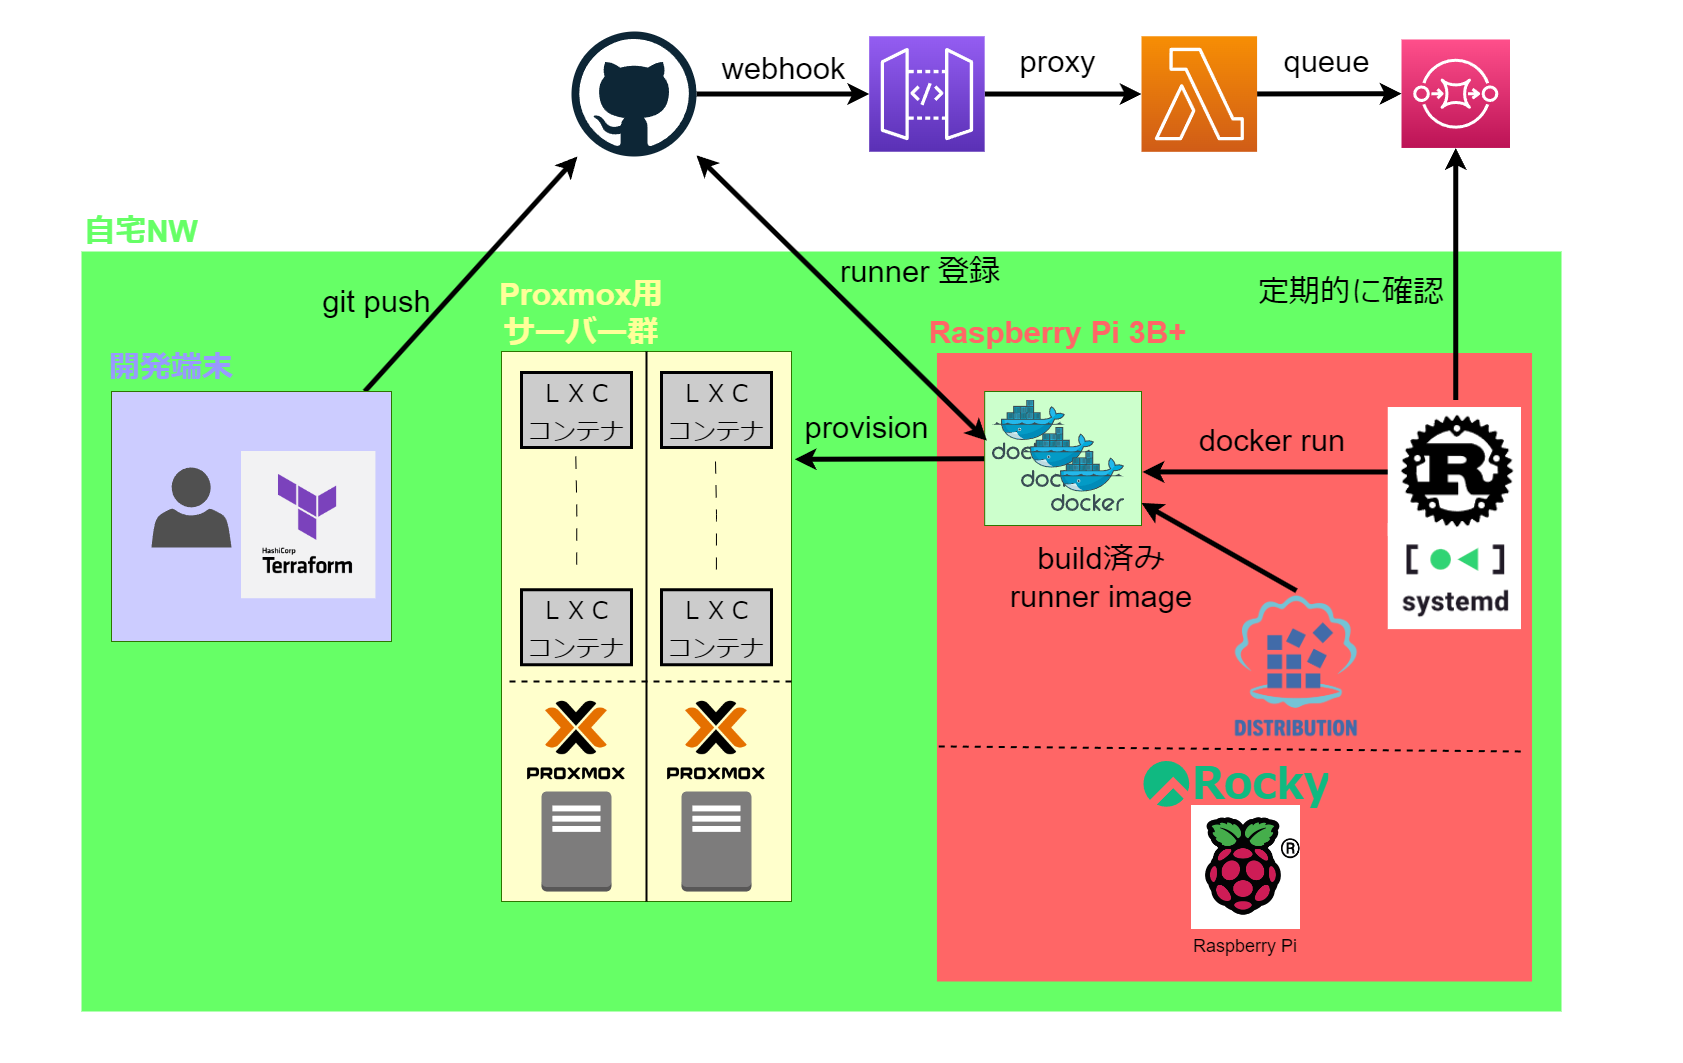 webhook
proxy
queue
自宅NW
git push
runner 登録
定期的に確認
Proxmox用
サーバー群
Raspberry Pi 3B+
開発端末
ＬＸＣ
コンテナ
ＬＸＣ
コンテナ
provision
docker run
docker
docker
docker
HashiCorp
Terraform
build済み
runner image
systemd
ＬＸＣ
コンテナ
ＬＸＣ
コンテナ
DISTRIBUTION
PROXMOX
PROXMOX
Rocky
®
Raspberry Pi